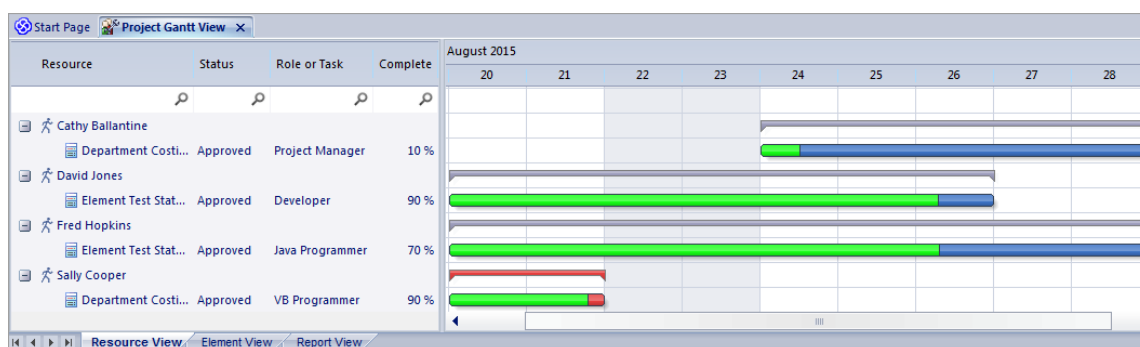 Start Page Project Gantt View X
August 2015
Resource Status Role or Task Complete
20 21 22 23 24 25 26 27 28
Cathy Ballantine
Department Costi... Approved Project Manager 10 %
David Jones
Element Test Stat... Approved Developer 90 %
Fred Hopkins
Element Test Stat... Approved Java Programmer 70 %
Sally Cooper
Department Costi... Approved VB Programmer 90 %
Resource View Element View Report View